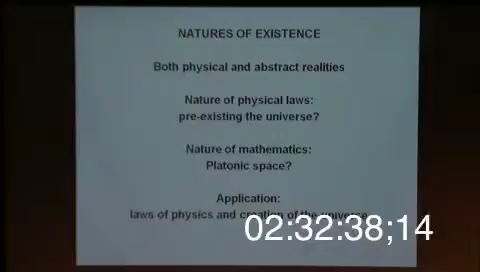 NATURES OF EXISTENCE
Both physical and abstract realities
Nature of physical laws:
pre-existing the universe?
Nature of mathematics:
Platonic space?
Application:
laws of physics and creation of the universe
02:32:38;14